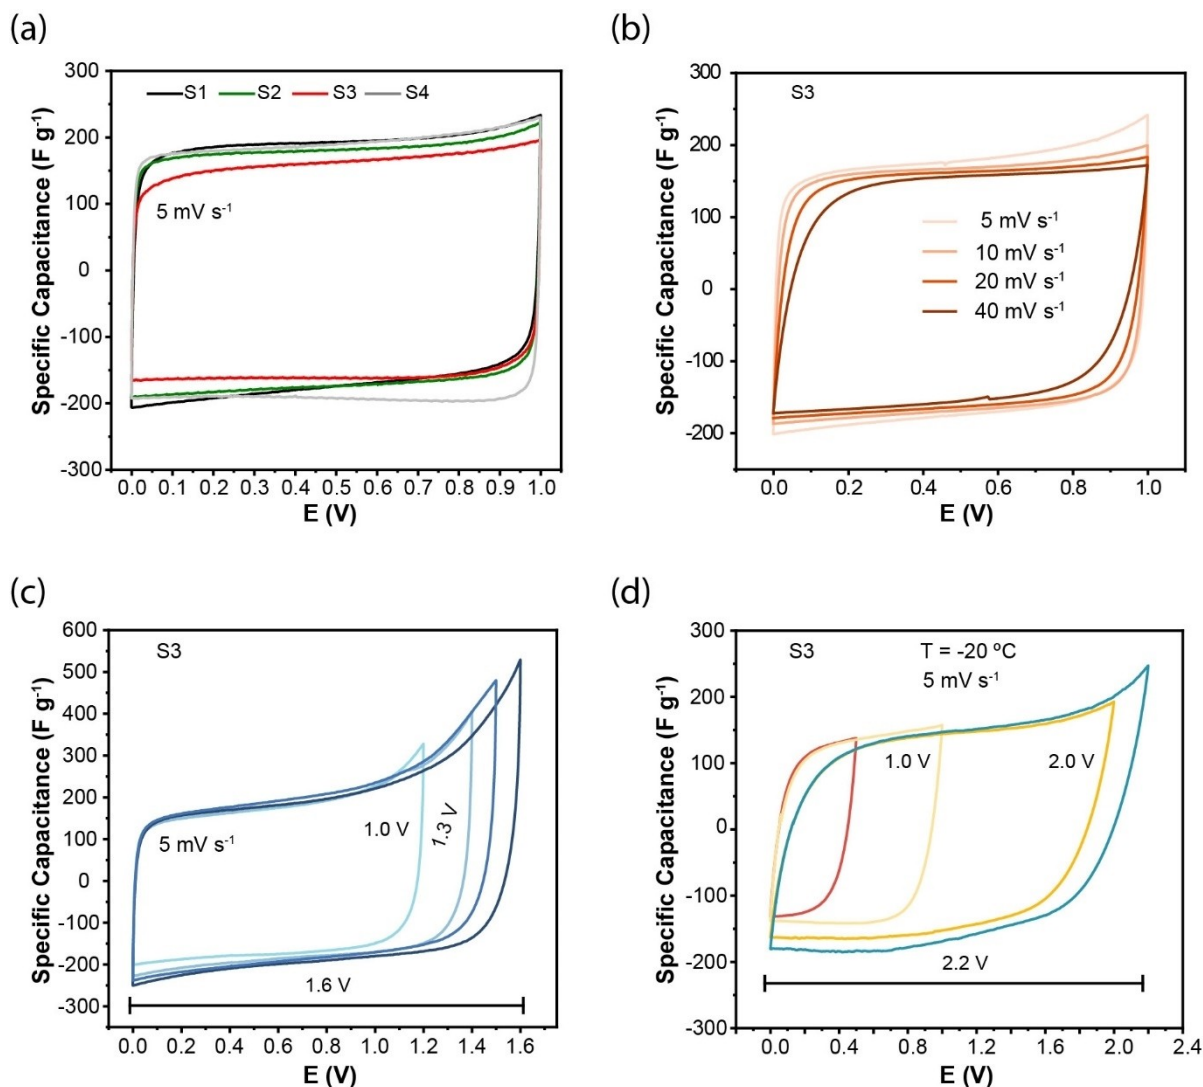 (a)
300
200
100
0
-100
-200
-300
Specific Capacitance (F g⁻¹)
S1 S2 S3 S4
5 mV s⁻¹
0.0 0.1 0.2 0.3 0.4 0.5 0.6 0.7 0.8 0.9 1.0
E (V)
(b)
300
200
100
0
-100
-200
Specific Capacitance (F g⁻¹)
S3
5 mV s⁻¹
10 mV s⁻¹
20 mV s⁻¹
40 mV s⁻¹
0.0 0.2 0.4 0.6 0.8 1.0
E (V)
(c)
600
500
400
300
200
100
0
-100
-200
-300
Specific Capacitance (F g⁻¹)
S3
5 mV s⁻¹
1.0 V
1.3 V
1.6 V
0.0 0.2 0.4 0.6 0.8 1.0 1.2 1.4 1.6
E (V)
(d)
300
200
100
0
-100
-200
-300
Specific Capacitance (F g⁻¹)
S3
T = -20 ºC
5 mV s⁻¹
1.0 V
2.0 V
2.2 V
0.0 0.4 0.8 1.2 1.6 2.0 2.4
E (V)